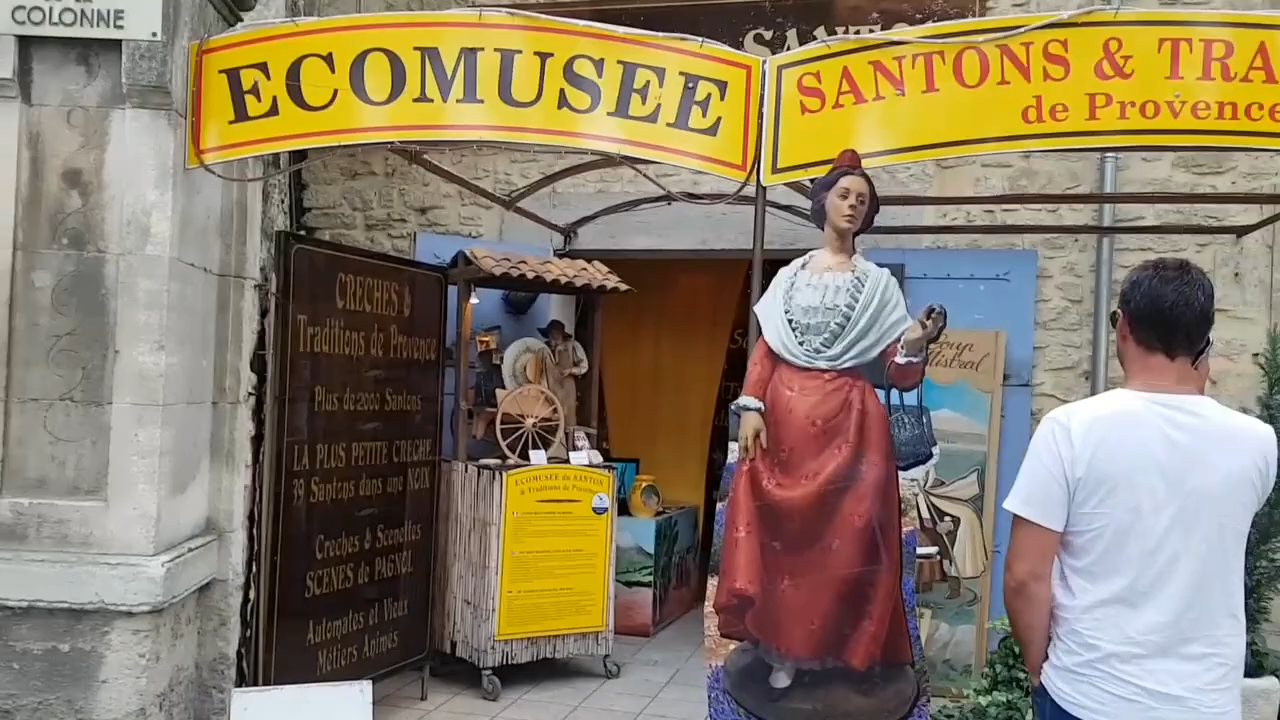 COLONNE
ECOMUSEE
SANTONS & TRA
de Provence
SANTO
CRECHES &
Traditions de Provence
Plus de 2000 Santons
LA PLUS PETITE CRECHE
39 Santons dans une NOIX
Creches & Scenettes
SCENES de PAGNOL
Automates et Vieux
Métiers Animés
ECOMUSEE du SANTON
& Traditions de Provence
Coup
Mistral